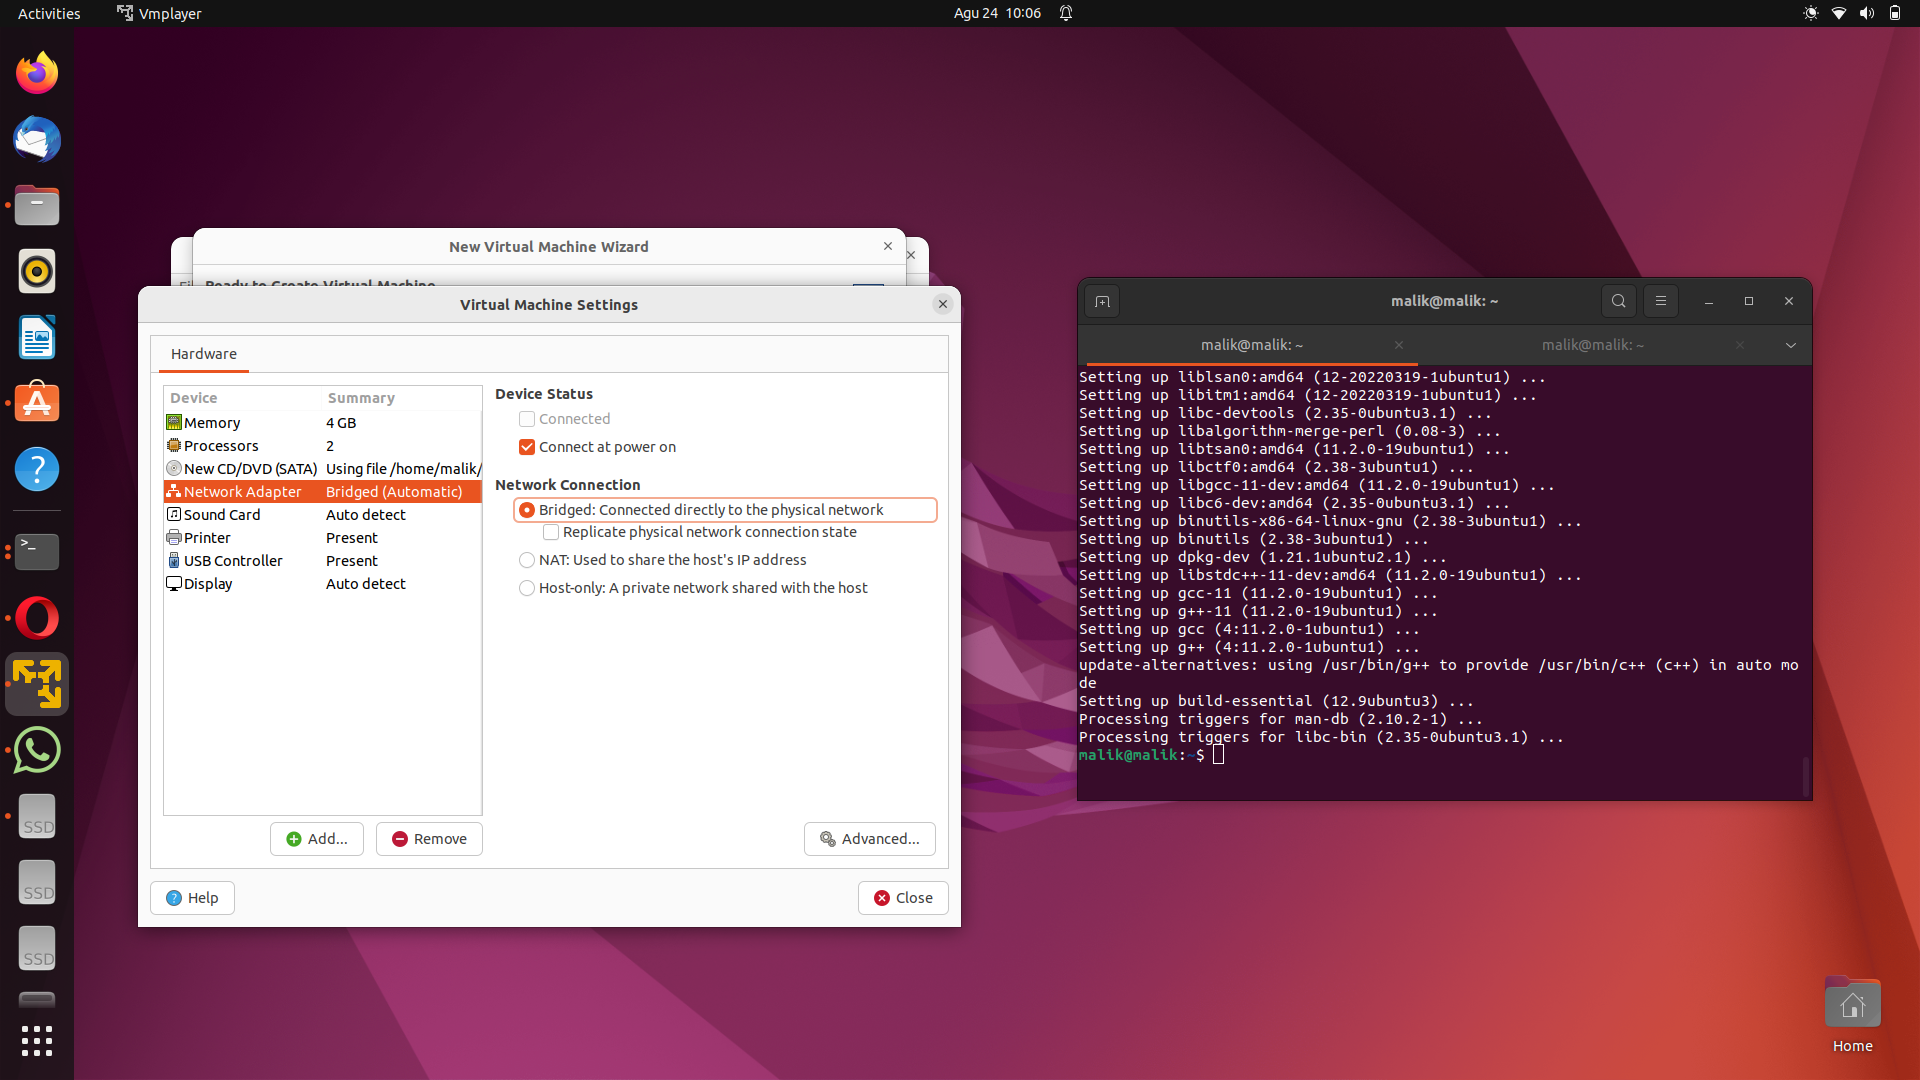 Activities
Vmplayer
Agu 24 10:06
New Virtual Machine Wizard
Ready to Create Virtual Machine
Virtual Machine Settings
Hardware
Device Summary
Memory 4 GB
Processors 2
New CD/DVD (SATA) Using file /home/malik/
Network Adapter Bridged (Automatic)
Sound Card Auto detect
Printer Present
USB Controller Present
Display Auto detect
Add...
Remove
Device Status
Connected
Connect at power on
Network Connection
Bridged: Connected directly to the physical network
Replicate physical network connection state
NAT: Used to share the host's IP address
Host-only: A private network shared with the host
Advanced...
Help
Close
malik@malik: ~
malik@malik: ~
malik@malik: ~
Setting up liblsan0:amd64 (12-20220319-1ubuntu1) ...
Setting up libitm1:amd64 (12-20220319-1ubuntu1) ...
Setting up libc-devtools (2.35-0ubuntu3.1) ...
Setting up libalgorithm-merge-perl (0.08-3) ...
Setting up libtsan0:amd64 (11.2.0-19ubuntu1) ...
Setting up libctf0:amd64 (2.38-3ubuntu1) ...
Setting up libgcc-11-dev:amd64 (11.2.0-19ubuntu1) ...
Setting up libc6-dev:amd64 (2.35-0ubuntu3.1) ...
Setting up binutils-x86-64-linux-gnu (2.38-3ubuntu1) ...
Setting up binutils (2.38-3ubuntu1) ...
Setting up dpkg-dev (1.21.1ubuntu2.1) ...
Setting up libstdc++-11-dev:amd64 (11.2.0-19ubuntu1) ...
Setting up gcc-11 (11.2.0-19ubuntu1) ...
Setting up g++-11 (11.2.0-19ubuntu1) ...
Setting up gcc (4:11.2.0-1ubuntu1) ...
Setting up g++ (4:11.2.0-1ubuntu1) ...
update-alternatives: using /usr/bin/g++ to provide /usr/bin/c++ (c++) in auto mo
de
Setting up build-essential (12.9ubuntu3) ...
Processing triggers for man-db (2.10.2-1) ...
Processing triggers for libc-bin (2.35-0ubuntu3.1) ...
malik@malik:~$
SSD
SSD
SSD
Home